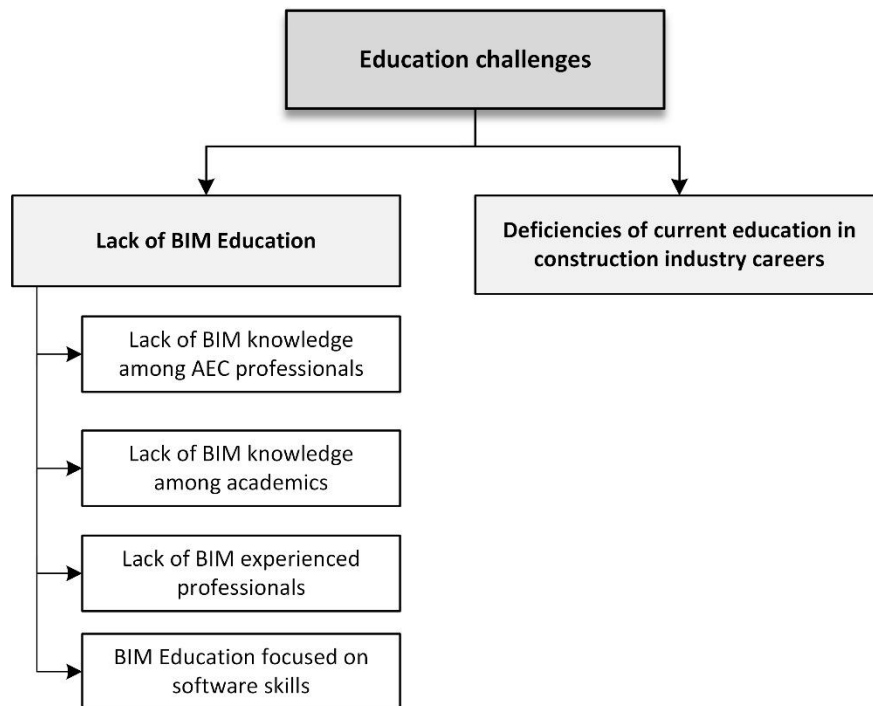 Education challenges
Lack of BIM Education
Deficiencies of current education in
construction industry careers
Lack of BIM knowledge
among AEC professionals
Lack of BIM knowledge
among academics
Lack of BIM experienced
professionals
BIM Education focused on
software skills